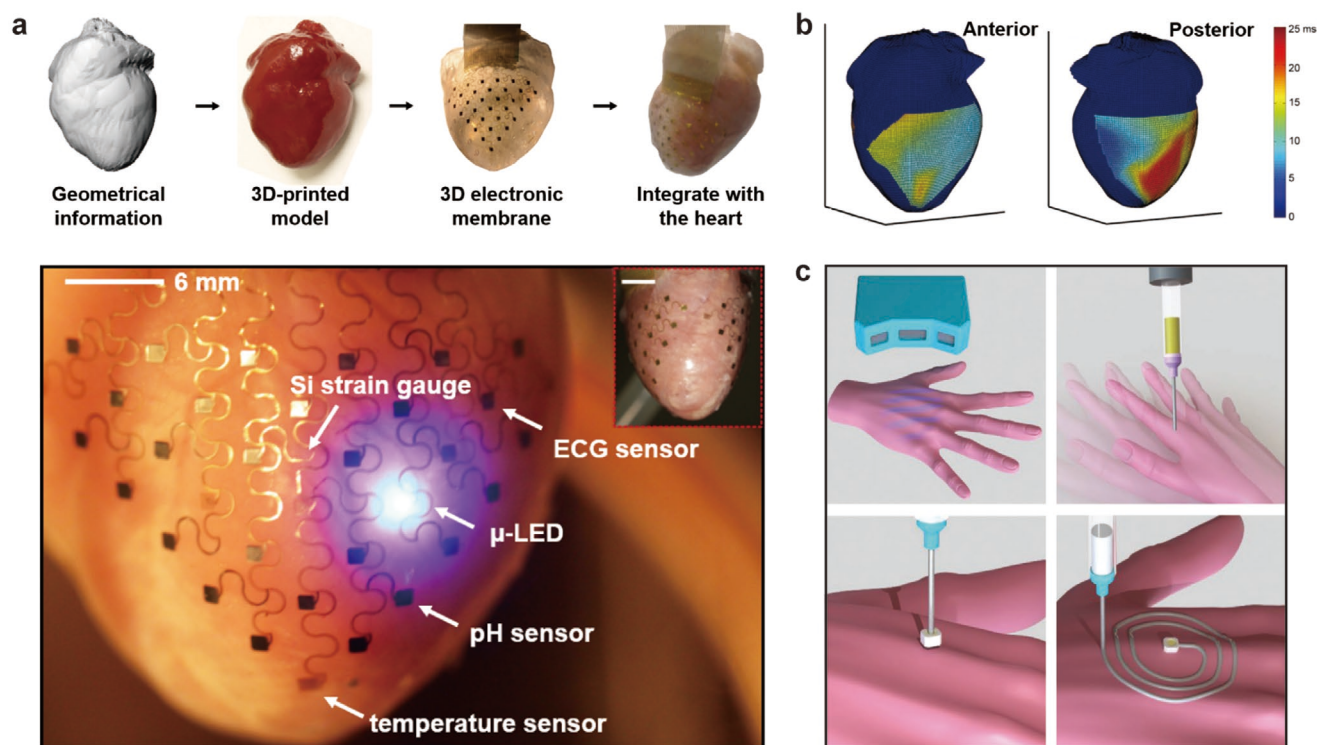 a
Geometrical
information
3D-printed
model
3D electronic
membrane
Integrate with
the heart
6 mm
Si strain gauge
ECG sensor
μ-LED
pH sensor
temperature sensor
b
Anterior
Posterior
25 ms
20
15
10
5
0
c